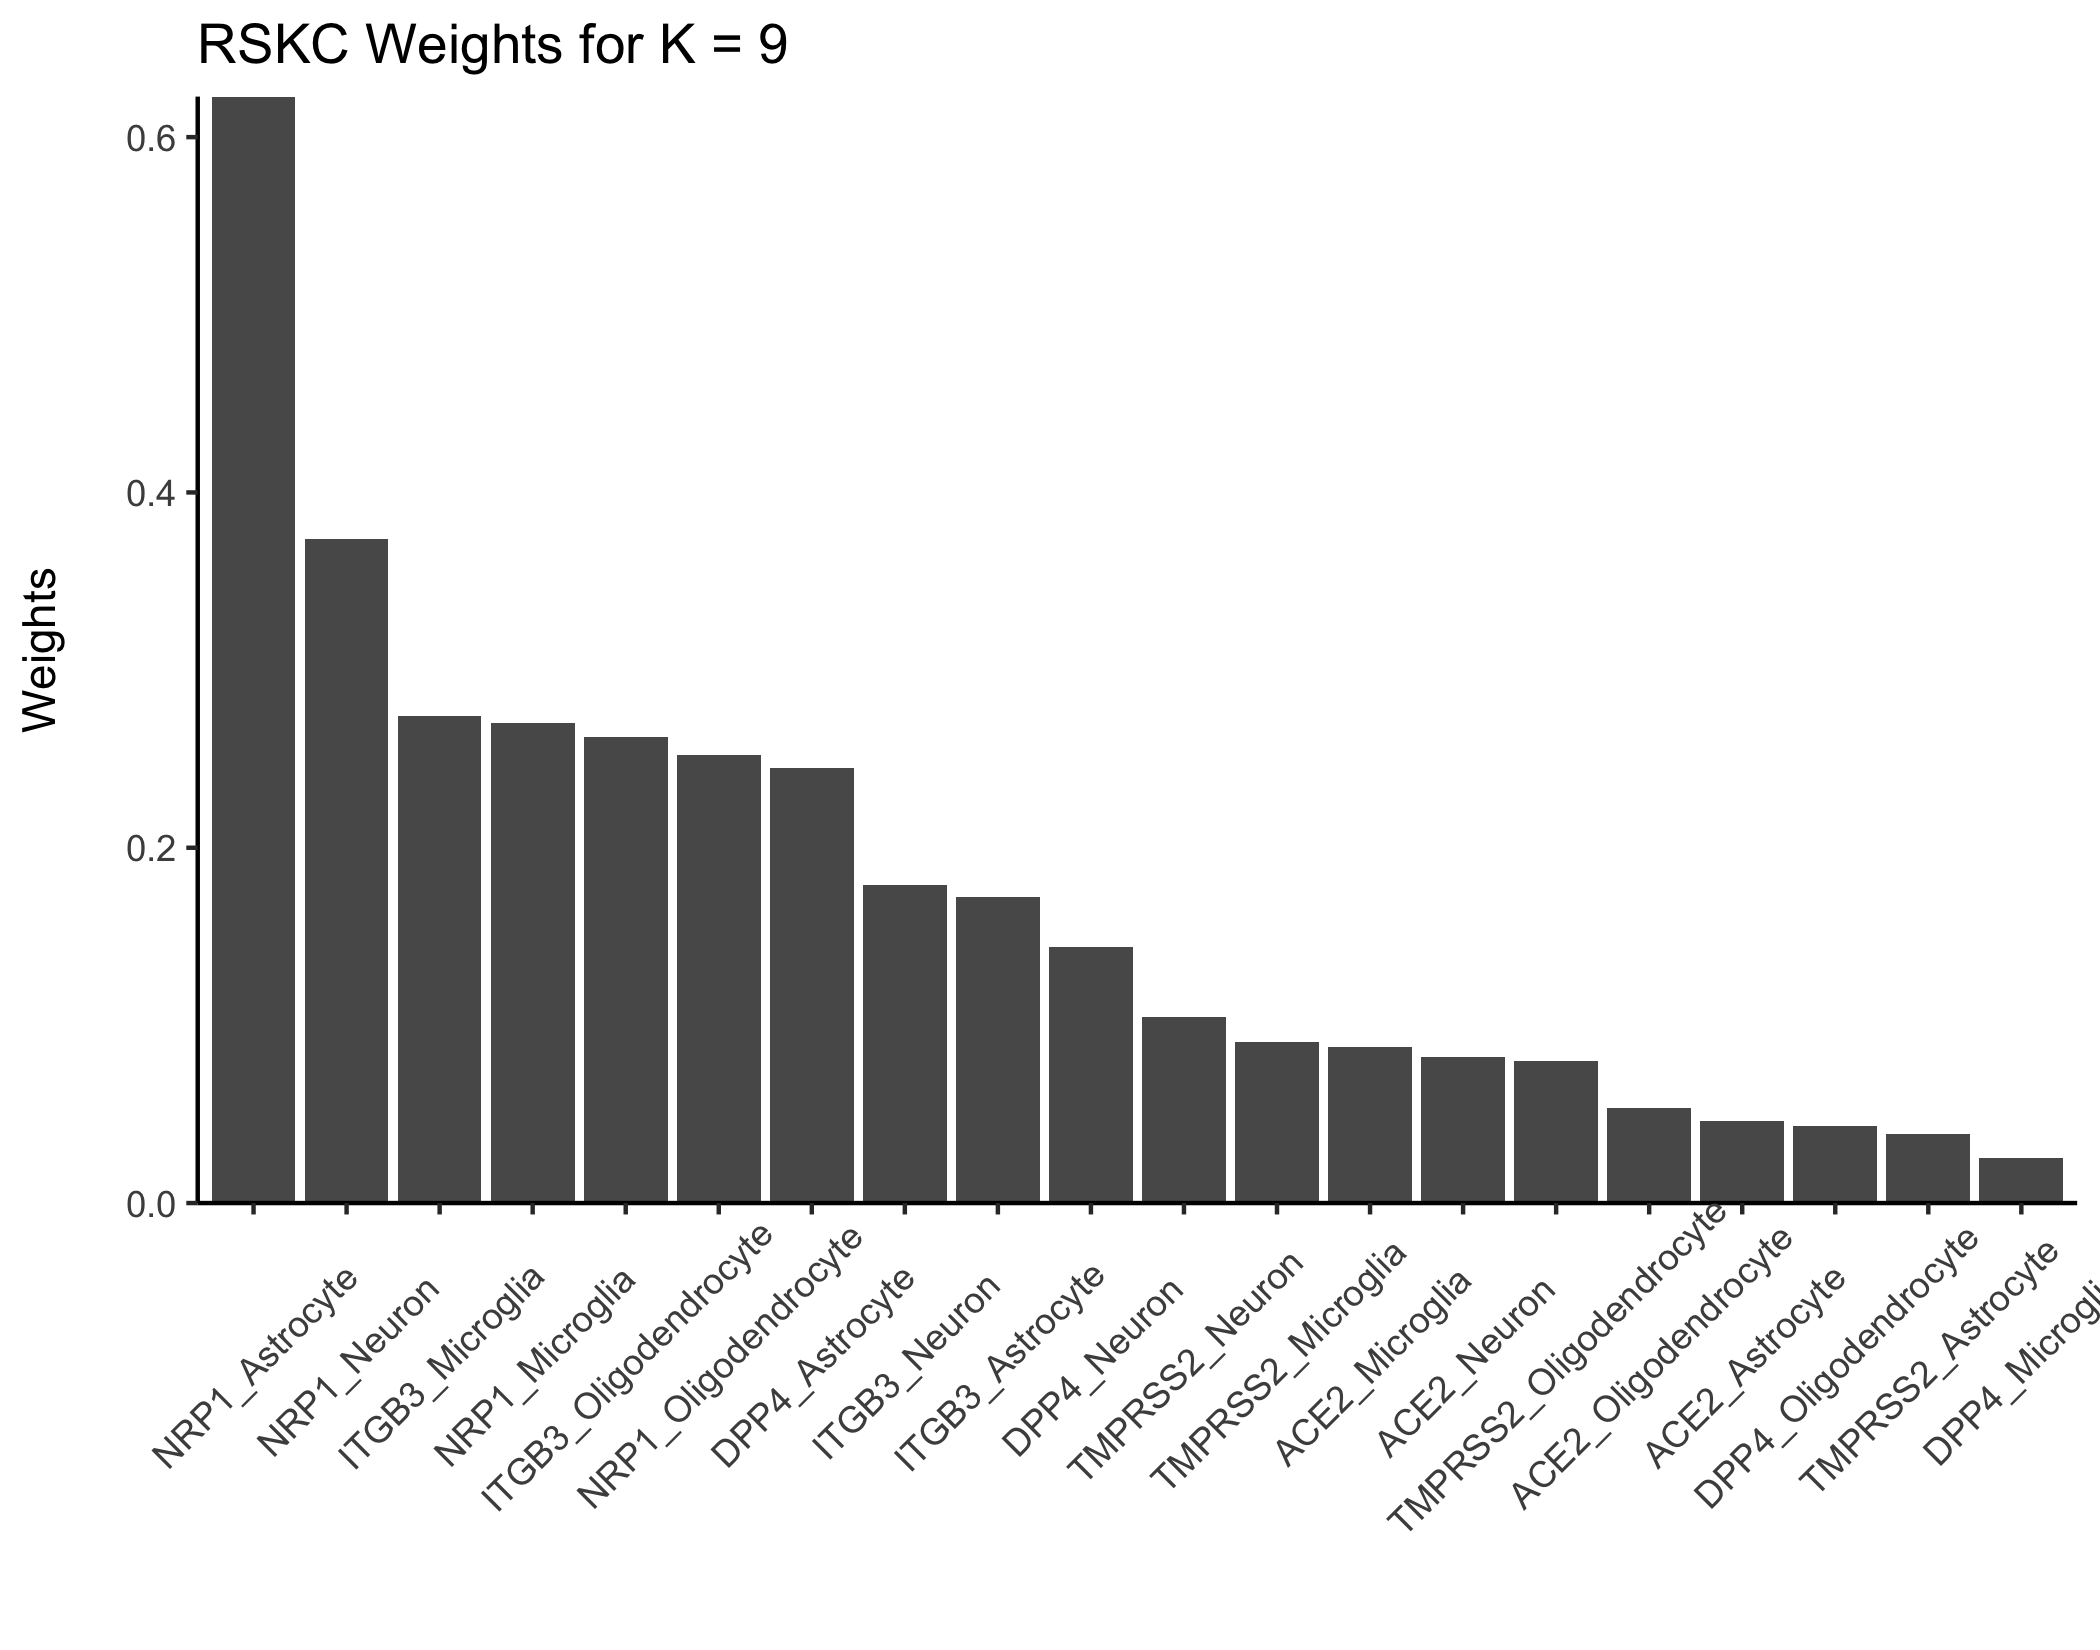 RSKC Weights for K = 9
Weights
0.6
0.4
0.2
0.0
NRP1_Astrocyte
NRP1_Neuron
ITGB3_Microglia
NRP1_Microglia
ITGB3_Oligodendrocyte
NRP1_Oligodendrocyte
DPP4_Astrocyte
ITGB3_Neuron
ITGB3_Astrocyte
DPP4_Neuron
TMPRSS2_Neuron
TMPRSS2_Microglia
ACE2_Microglia
ACE2_Neuron
TMPRSS2_Oligodendrocyte
ACE2_Oligodendrocyte
ACE2_Astrocyte
DPP4_Oligodendrocyte
TMPRSS2_Astrocyte
DPP4_Microgli